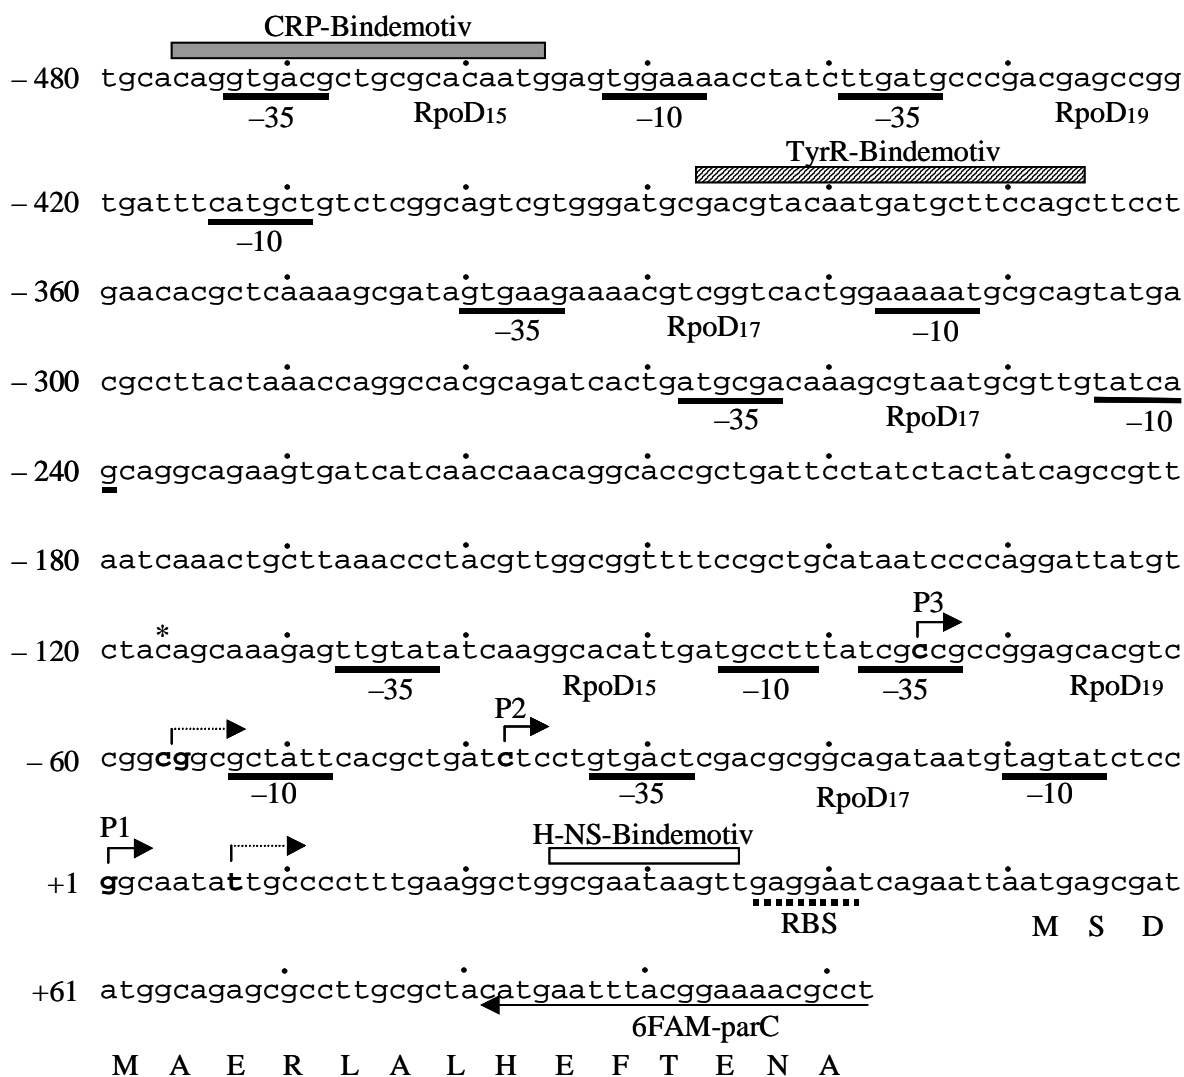 CRP-Bindemotiv
– 480 tgcacaggtgacgctgcgcacaatggagtggaaaacctatcttgatgcccgacgagccgg
–35 RpoD15 –10 –35 RpoD19
TyrR-Bindemotiv
– 420 tgatttcatgctgtctcggcagtcgtgggatgcgacgtacaatgatgcttccagcttcct
–10
– 360 gaacacgctcaaaagcgatagtgaagaaaacgtcggtcactggaaaaatgcgcagtatga
–35 RpoD17 –10
– 300 cgccttactaaaccaggccacgcagatcactgatgcgacaaagcgtaatgcgttgtatca
–35 RpoD17 –10
– 240 gcaggcagaagtgatcatcaaccaacaggcaccgctgattcctatctactatcagccgtt
– 180 aatcaaactgcttaaaccctacgttggcggttttccgctgcataatccccaggattatgt
* P3
– 120 ctacagcaaagagttgtatatcaaggcacattgatgcctttatcgccgccggagcacgtc
–35 RpoD15 –10 –35 RpoD19
P2
– 60 cggcggcggctattcacgctgatctcctgtgactcgacgcggcagataatgtagtatctcc
–10 –35 RpoD17 –10
P1 H-NS-Bindemotiv
+1 ggcaatattgcccctttgaaggctggcgaataagttgaggaatcagaattaatgagcgat
RBS M S D
+61 atggcagagcgccttgcgctacatgaatttacggaaaacgcct
6FAM-parC
M A E R L A L H E F T E N A